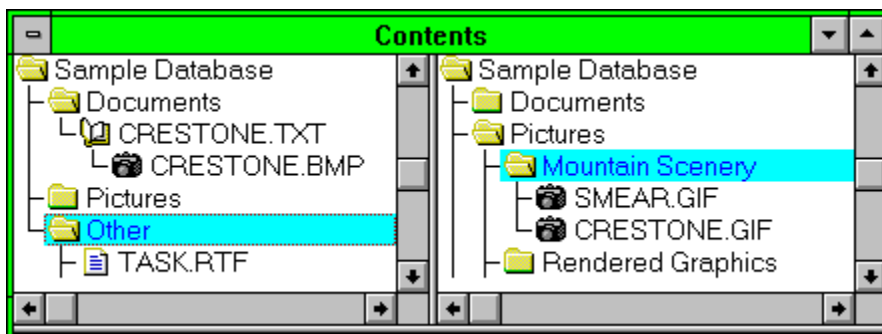 Contents
Sample Database
Documents
CRESTONE.TXT
CRESTONE.BMP
Pictures
Other
TASK.RTF
Sample Database
Documents
Pictures
Mountain Scenery
SMEAR.GIF
CRESTONE.GIF
Rendered Graphics